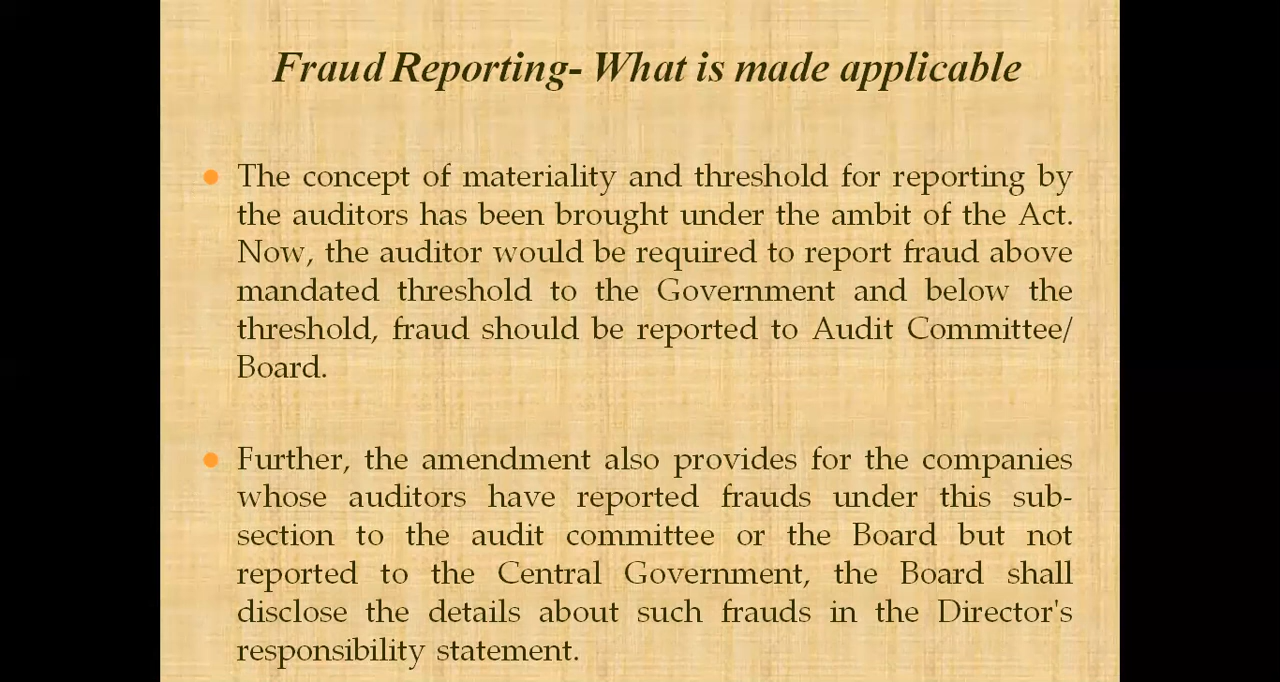 Fraud Reporting- What is made applicable
The concept of materiality and threshold for reporting by
the auditors has been brought under the ambit of the Act.
Now, the auditor would be required to report fraud above
mandated threshold to the Government and below the
threshold, fraud should be reported to Audit Committee/
Board.
Further, the amendment also provides for the companies
whose auditors have reported frauds under this sub-
section to the audit committee or the Board but not
reported to the Central Government, the Board shall
disclose the details about such frauds in the Director's
responsibility statement.